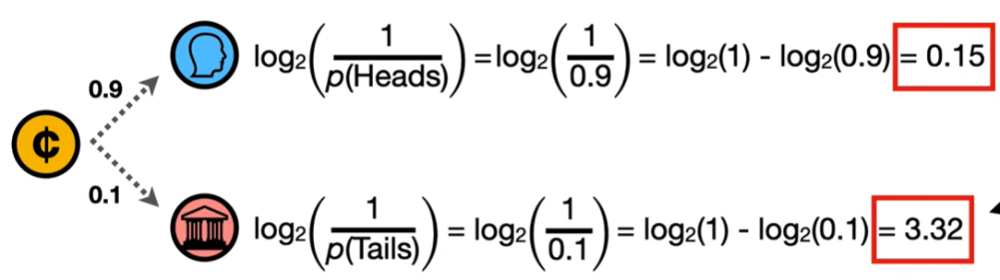 log₂(1/p(Heads)) = log₂(1/0.9) = log₂(1) - log₂(0.9) = 0.15
0.9
¢
0.1
log₂(1/p(Tails)) = log₂(1/0.1) = log₂(1) - log₂(0.1) = 3.32